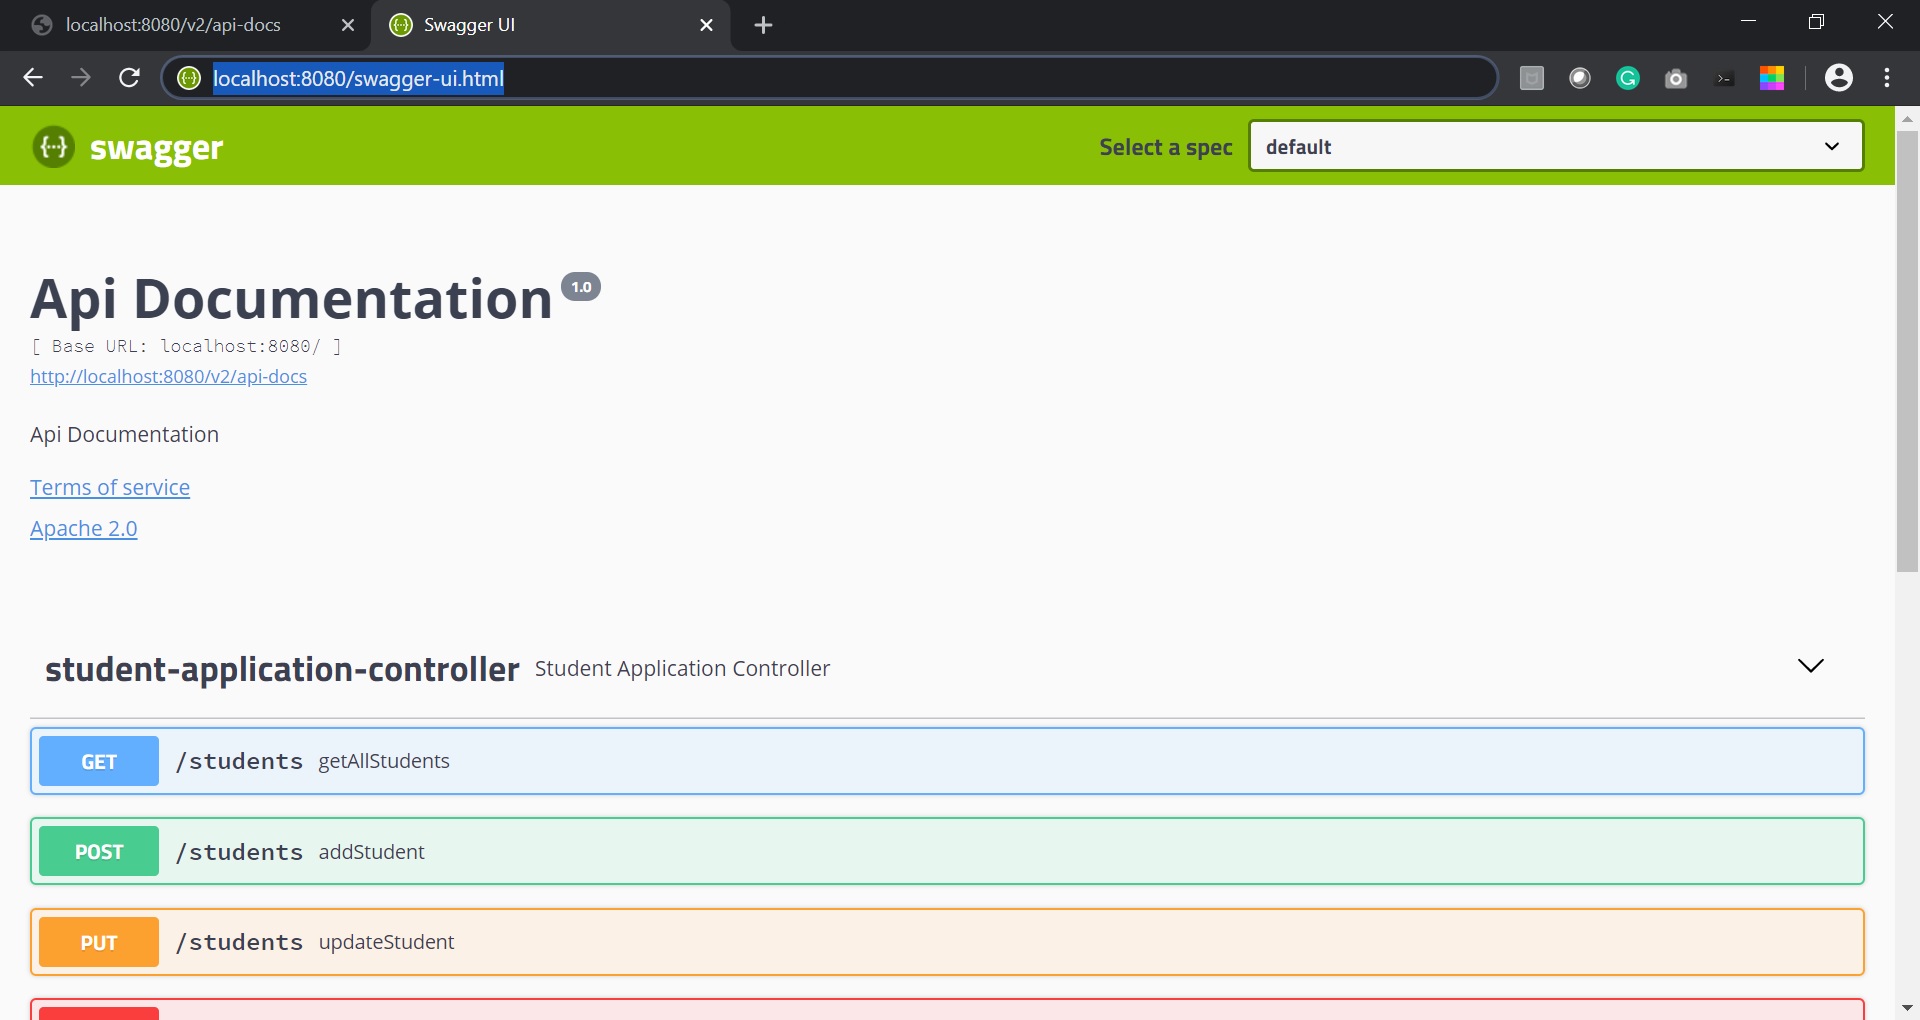 localhost:8080/v2/api-docs
Swagger UI
localhost:8080/swagger-ui.html
{···} swagger
Select a spec
default
Api Documentation 1.0
[ Base URL: localhost:8080/ ]
http://localhost:8080/v2/api-docs
Api Documentation
Terms of service
Apache 2.0
student-application-controller Student Application Controller
GET /students getAllStudents
POST /students addStudent
PUT /students updateStudent